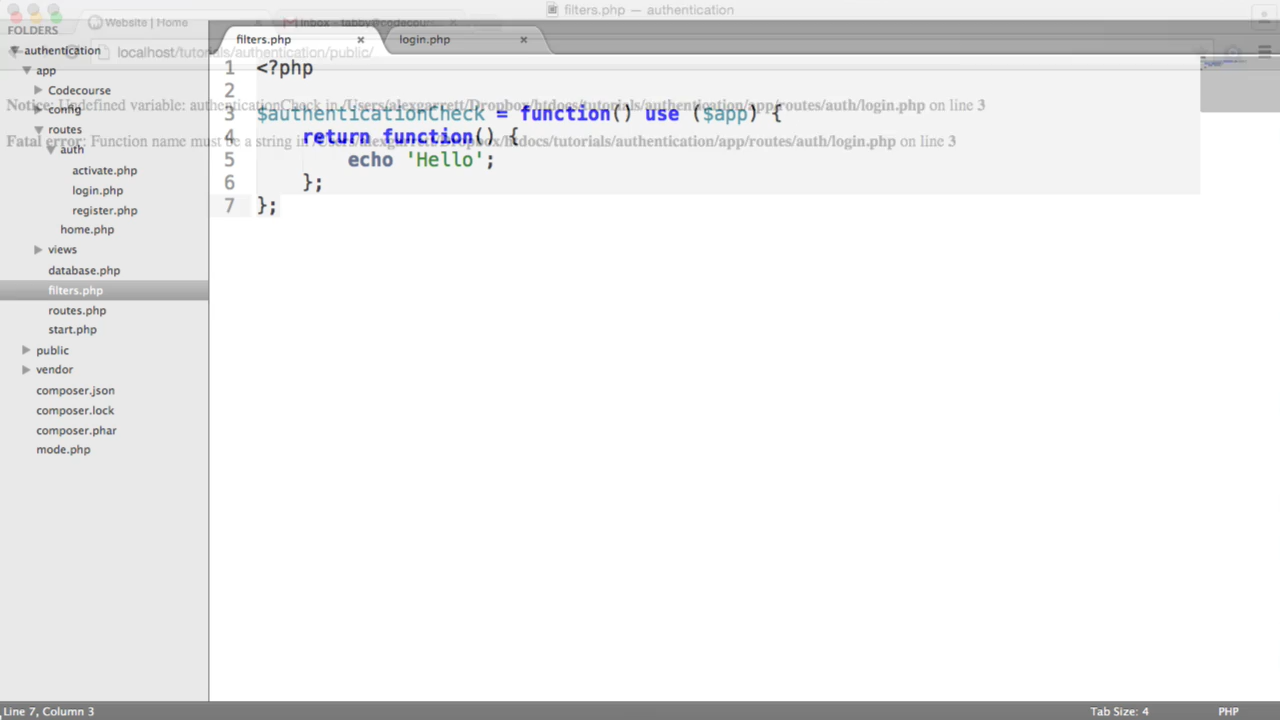 filters.php — authentication
Website | Home
Inbox - tabby@codecours
FOLDERS
authentication
app
Codecourse
config
routes
auth
activate.php
login.php
register.php
home.php
views
database.php
filters.php
routes.php
start.php
public
vendor
composer.json
composer.lock
composer.phar
mode.php
filters.php
login.php
localhost/tutorials/authentication/public/
Notice: Undefined variable: authenticationCheck in /Users/alexgarrett/Dropbox/htdocs/tutorials/authentication/app/routes/auth/login.php on line 3
Fatal error: Function name must be a string in /Users/alexgarrett/Dropbox/htdocs/tutorials/authentication/app/routes/auth/login.php on line 3
1 <?php
2
3 $authenticationCheck = function() use ($app) {
4 return function() {
5 echo 'Hello';
6 };
7 };
Line 7, Column 3
Tab Size: 4
PHP